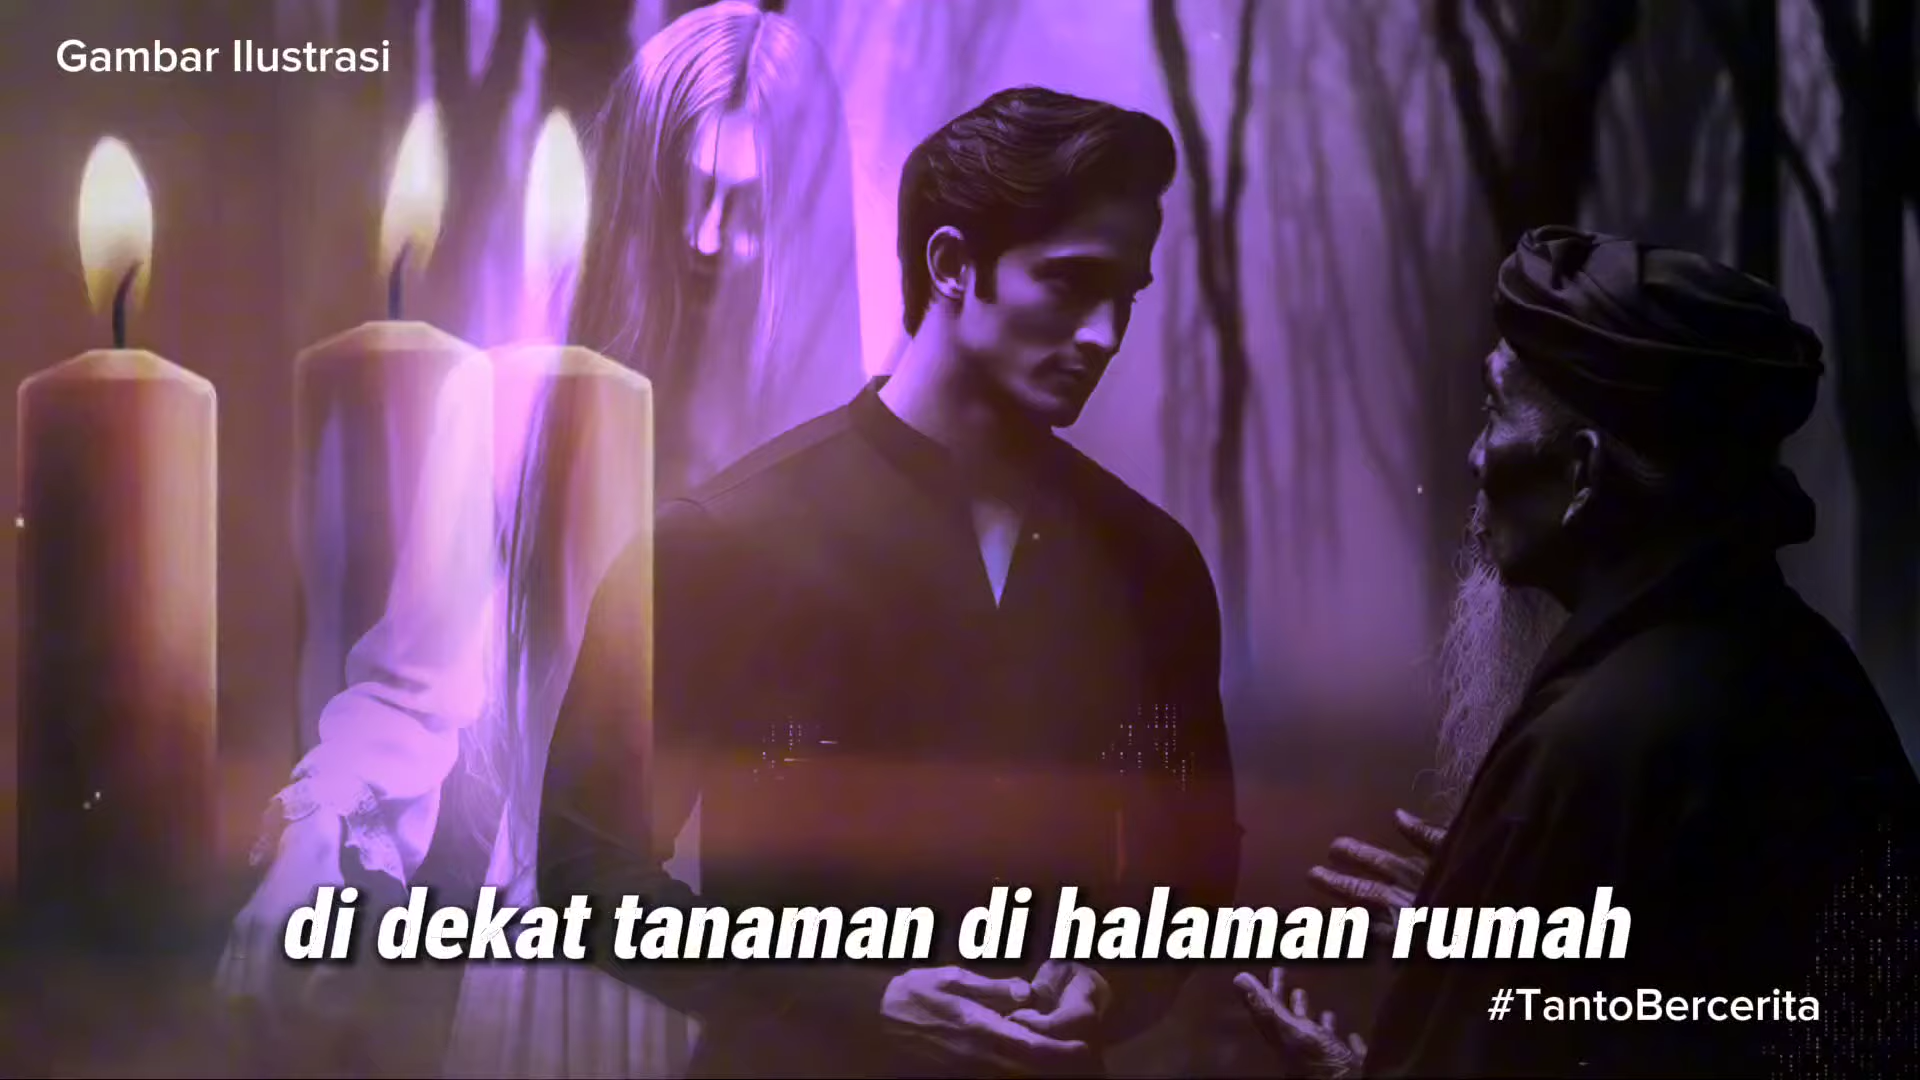 Gambar Ilustrasi
di dekat tanaman di halaman rumah
#TantoBercerita